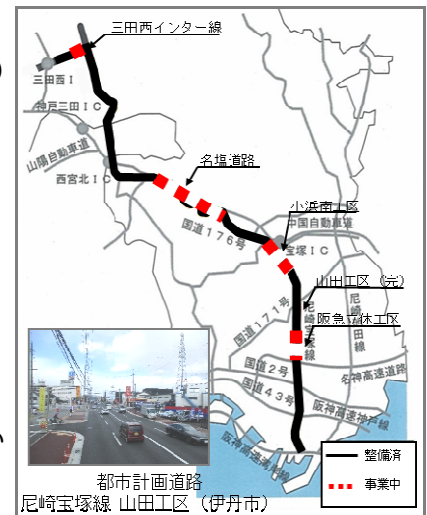 三田西インター線
三田西I
神戸三田IC
山陽自動車道
西宮北IC
名塩道路
国道176号
小浜南工区
中国自動車道
宝塚IC
山田工区（完）
国道171号
阪急立体工区
尼崎宝塚線
国道2号
名神高速道路
国道43号
阪神高速神戸線
都市計画道路
尼崎宝塚線 山田工区（伊丹市）
整備済
事業中